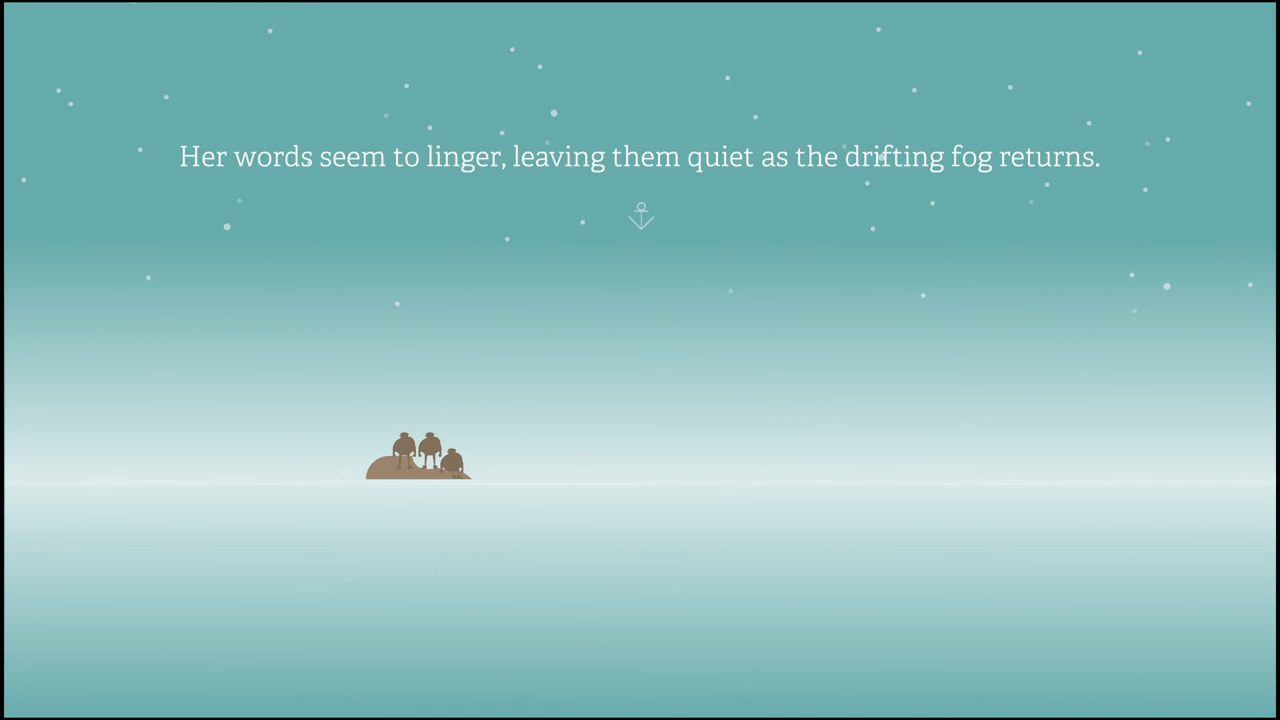 Her words seem to linger, leaving them quiet as the drifting fog returns.